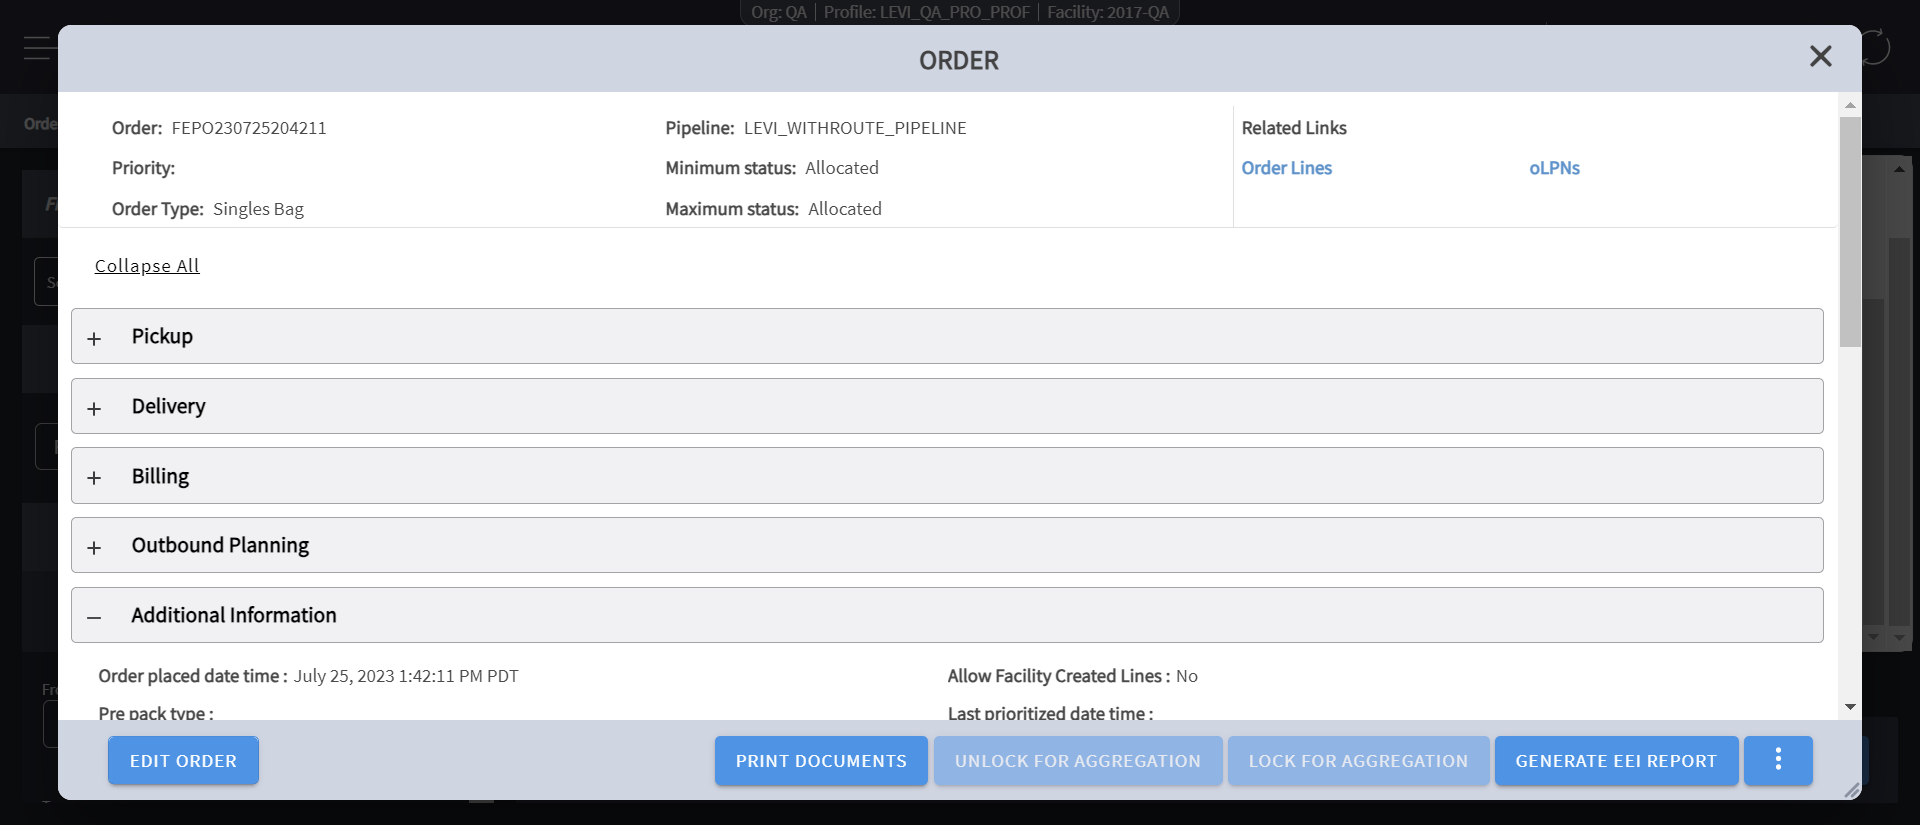 Org: QA | Profile: LEVI_QA_PRO_PROF | Facility: 2017-QA
ORDER
Order: FEPO230725204211
Pipeline: LEVI_WITHROUTE_PIPELINE
Related Links
Priority:
Minimum status: Allocated
Order Lines
oLPNs
Order Type: Singles Bag
Maximum status: Allocated
Collapse All
Pickup
Delivery
Billing
Outbound Planning
Additional Information
Order placed date time : July 25, 2023 1:42:11 PM PDT
Allow Facility Created Lines : No
Pre pack type :
Last prioritized date time :
EDIT ORDER
PRINT DOCUMENTS
UNLOCK FOR AGGREGATION
LOCK FOR AGGREGATION
GENERATE EEI REPORT